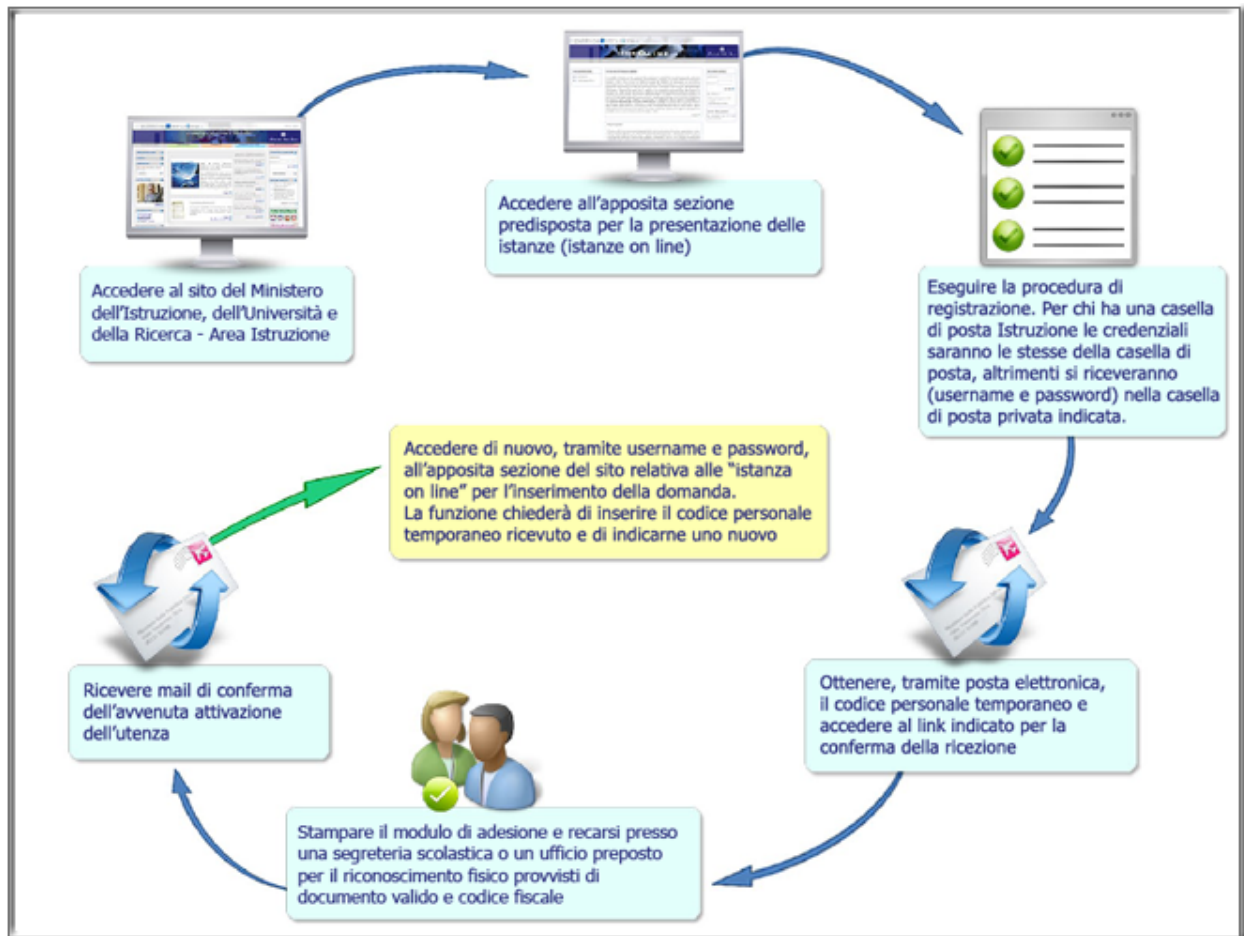 Accedere al sito del Ministero
dell'Istruzione, dell'Università e
della Ricerca - Area Istruzione
Accedere all'apposita sezione
predisposta per la presentazione delle
istanze (istanze on line)
Eseguire la procedura di
registrazione. Per chi ha una casella
di posta Istruzione le credenziali
saranno le stesse della casella di
posta, altrimenti si riceveranno
(username e password) nella casella
di posta privata indicata.
Ottenere, tramite posta elettronica,
il codice personale temporaneo e
accedere al link indicato per la
conferma della ricezione
Stampare il modulo di adesione e recarsi presso
una segreteria scolastica o un ufficio preposto
per il riconoscimento fisico provvisti di
documento valido e codice fiscale
Ricevere mail di conferma
dell'avvenuta attivazione
dell'utenza
Accedere di nuovo, tramite username e password,
all'apposita sezione del sito relativa alle “istanza
on line” per l'inserimento della domanda.
La funzione chiederà di inserire il codice personale
temporaneo ricevuto e di indicarne uno nuovo